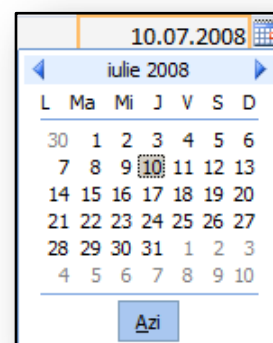 10.07.2008
iulie 2008
L Ma Mi J V S D
30 1 2 3 4 5 6
7 8 9 10 11 12 13
14 15 16 17 18 19 20
21 22 23 24 25 26 27
28 29 30 31 1 2 3
4 5 6 7 8 9 10
Azi